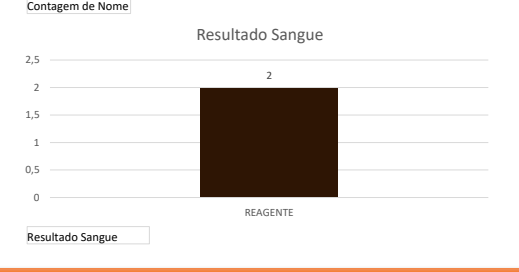 Contagem de Nome
Resultado Sangue
2,5
2
1,5
1
0,5
0
2
REAGENTE
Resultado Sangue